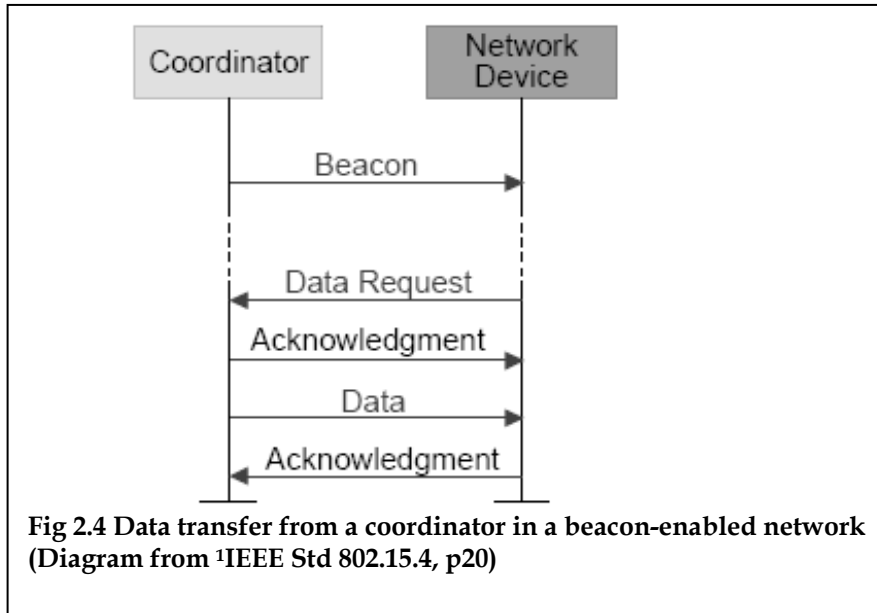 Coordinator
Network
Device
Beacon
Data Request
Acknowledgment
Data
Acknowledgment
Fig 2.4 Data transfer from a coordinator in a beacon-enabled network
(Diagram from ¹IEEE Std 802.15.4, p20)